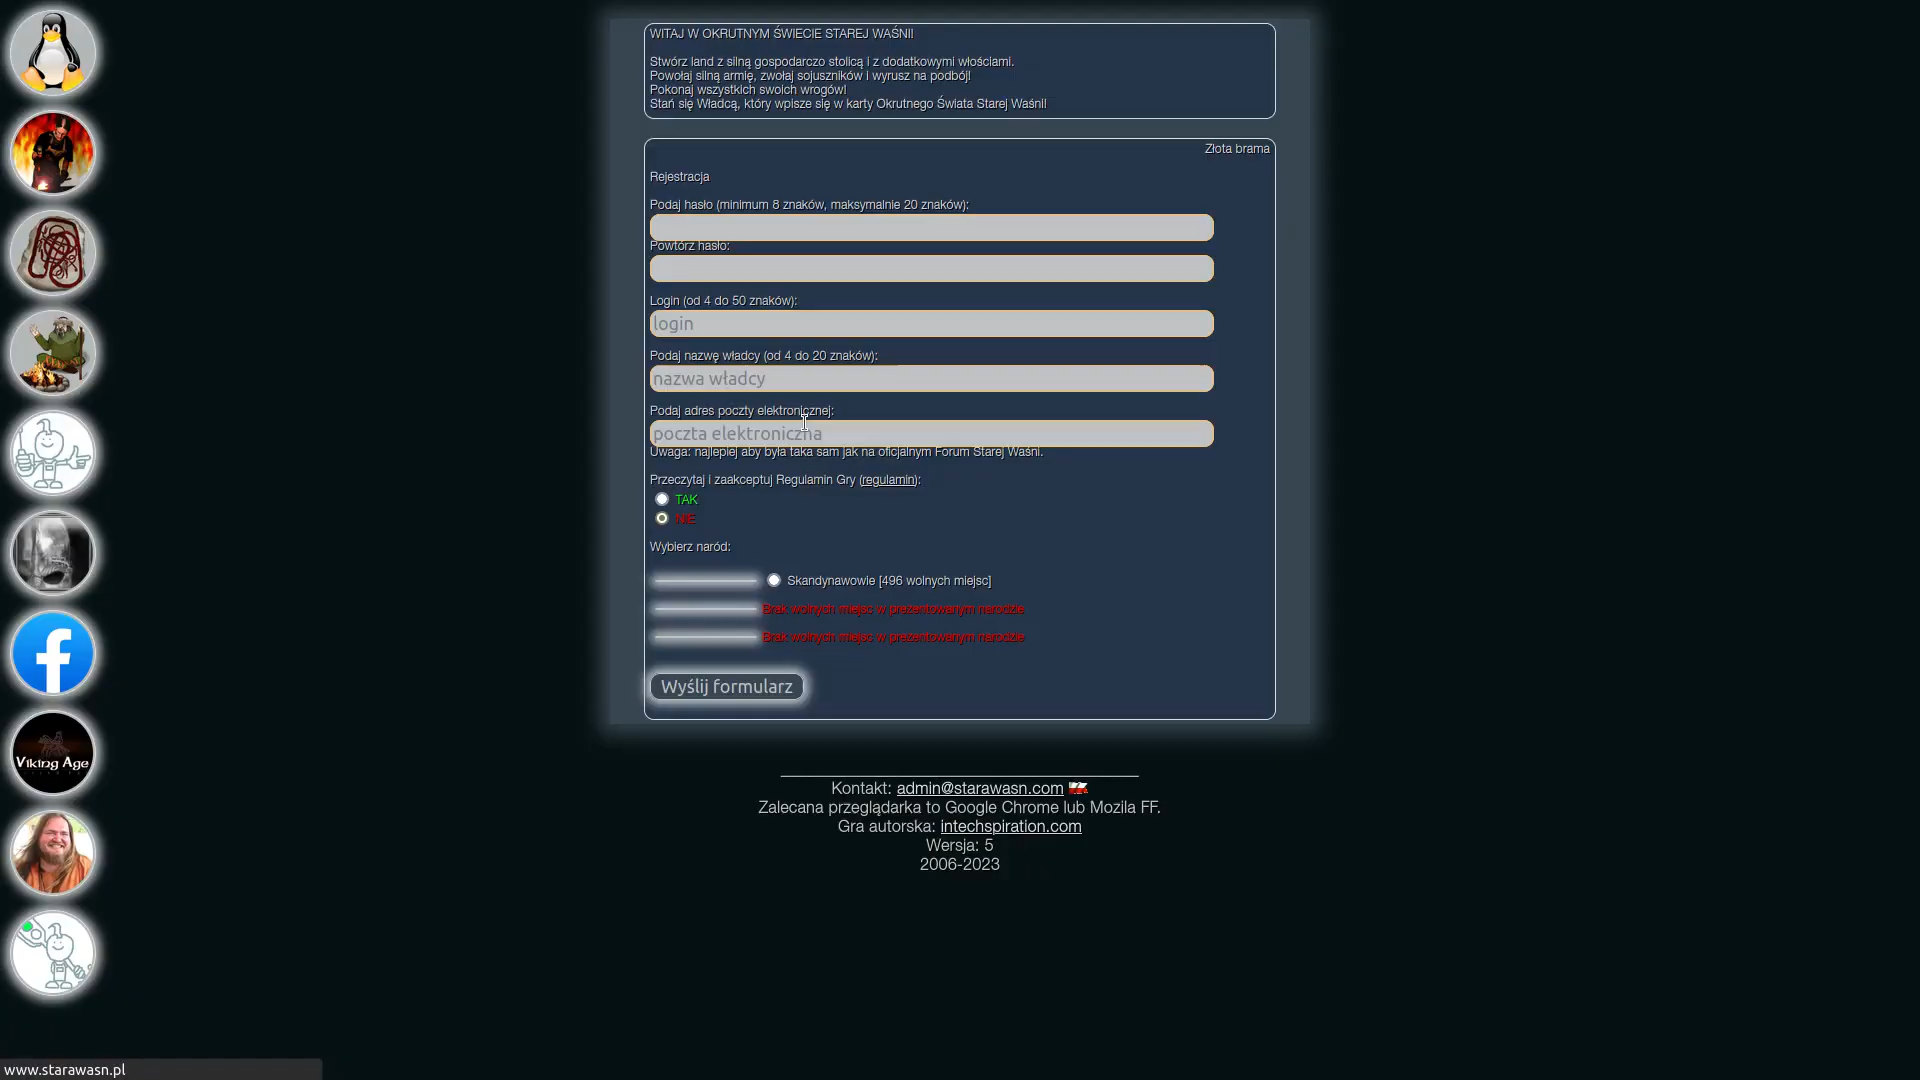 WITAJ W OKRUTNYM ŚWIECIE STAREJ WAŚNI!
Stwórz land z silną gospodarczo stolicą i z dodatkowymi włościami.
Powołaj silną armię, zwołaj sojuszników i wyrusz na podbój!
Pokonaj wszystkich swoich wrogów!
Stań się Władcą, który wpisze się w karty Okrutnego Świata Starej Waśni!
Złota brama
Rejestracja
Podaj hasło (minimum 8 znaków, maksymalnie 20 znaków):
Powtórz hasło:
Login (od 4 do 50 znaków):
login
Podaj nazwę władcy (od 4 do 20 znaków):
nazwa władcy
Podaj adres poczty elektronicznej:
poczta elektroniczna
Uwaga: najlepiej aby była taka sam jak na oficjalnym Forum Starej Waśni.
Przeczytaj i zaakceptuj Regulamin Gry (regulamin):
TAK
NIE
Wybierz naród:
Skandynawowie [496 wolnych miejsc]
Brak wolnych miejsc w prezentowanym narodzie
Brak wolnych miejsc w prezentowanym narodzie
Wyślij formularz
Viking Age
Kontakt: admin@starawasn.com
Zalecana przeglądarka to Google Chrome lub Mozila FF.
Gra autorska: intechspiration.com
Wersja: 5
2006-2023
www.starawasn.pl